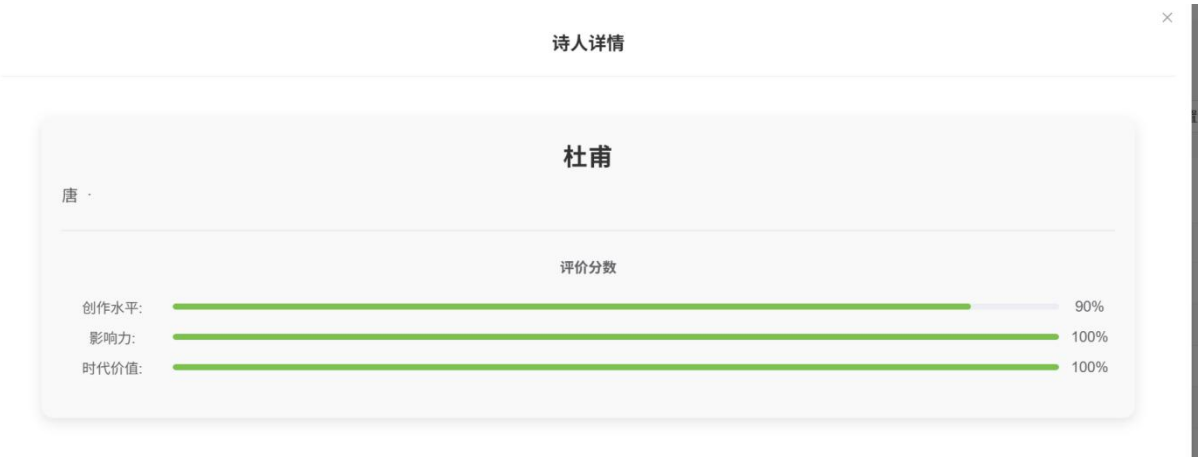 诗人详情
杜甫
唐 ·
评价分数
创作水平: 90%
影响力: 100%
时代价值: 100%